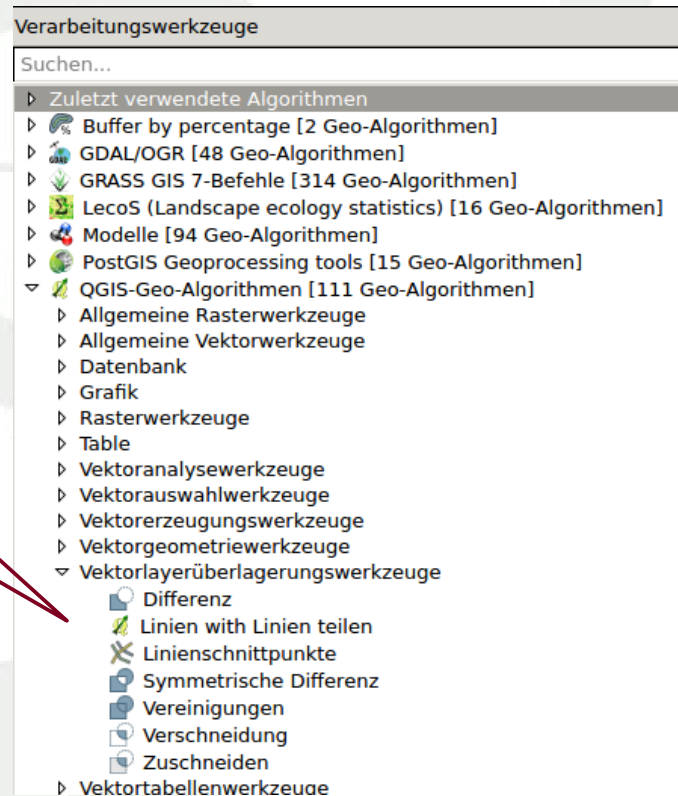 Verarbeitungswerkzeuge
Suchen...
Zuletzt verwendete Algorithmen
Buffer by percentage [2 Geo-Algorithmen]
GDAL/OGR [48 Geo-Algorithmen]
GRASS GIS 7-Befehle [314 Geo-Algorithmen]
LecoS (Landscape ecology statistics) [16 Geo-Algorithmen]
Modelle [94 Geo-Algorithmen]
PostGIS Geoprocessing tools [15 Geo-Algorithmen]
QGIS-Geo-Algorithmen [111 Geo-Algorithmen]
Allgemeine Rasterwerkzeuge
Allgemeine Vektorwerkzeuge
Datenbank
Grafik
Rasterwerkzeuge
Table
Vektoranalysewerkzeuge
Vektorauswahlwerkzeuge
Vektorerzeugungswerkzeuge
Vektorgeometriewerkzeuge
Vektorlayerüberlagerungswerkzeuge
Differenz
Linien with Linien teilen
Linienschnittpunkte
Symmetrische Differenz
Vereinigungen
Verschneidung
Zuschneiden
Vektortabellenwerkzeuge